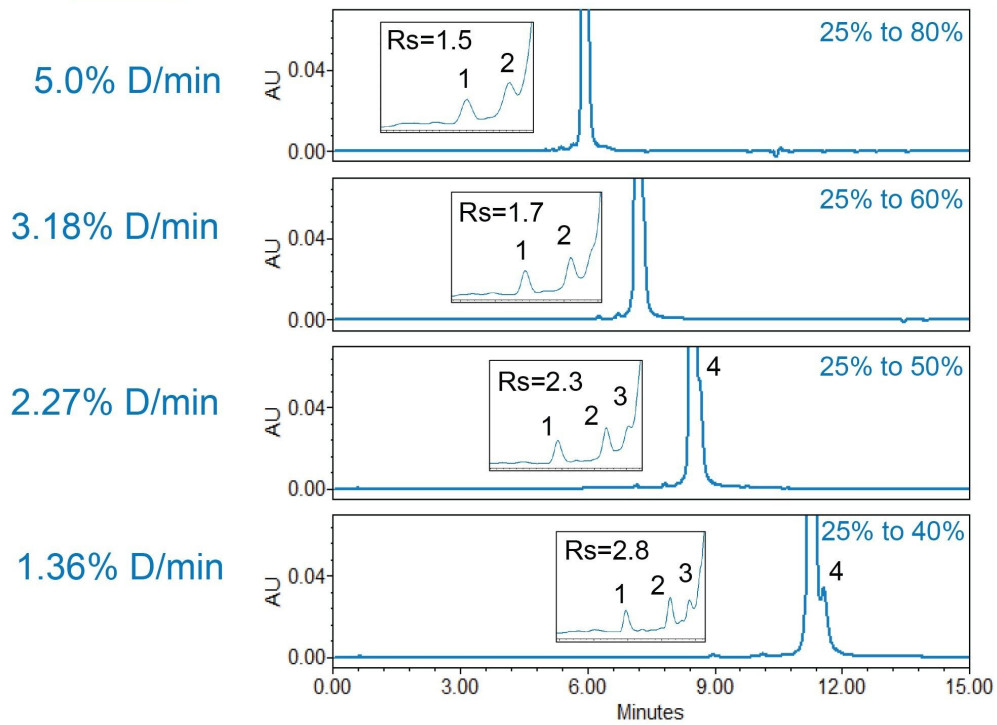 5.0% D/min
AU
0.04
0.00
Rs=1.5
1
2
25% to 80%
3.18% D/min
AU
0.04
0.00
Rs=1.7
1
2
25% to 60%
2.27% D/min
AU
0.04
0.00
Rs=2.3
1
2
3
4
25% to 50%
1.36% D/min
AU
0.04
0.00
Rs=2.8
1
2
3
4
25% to 40%
0.00 3.00 6.00 9.00 12.00 15.00
Minutes